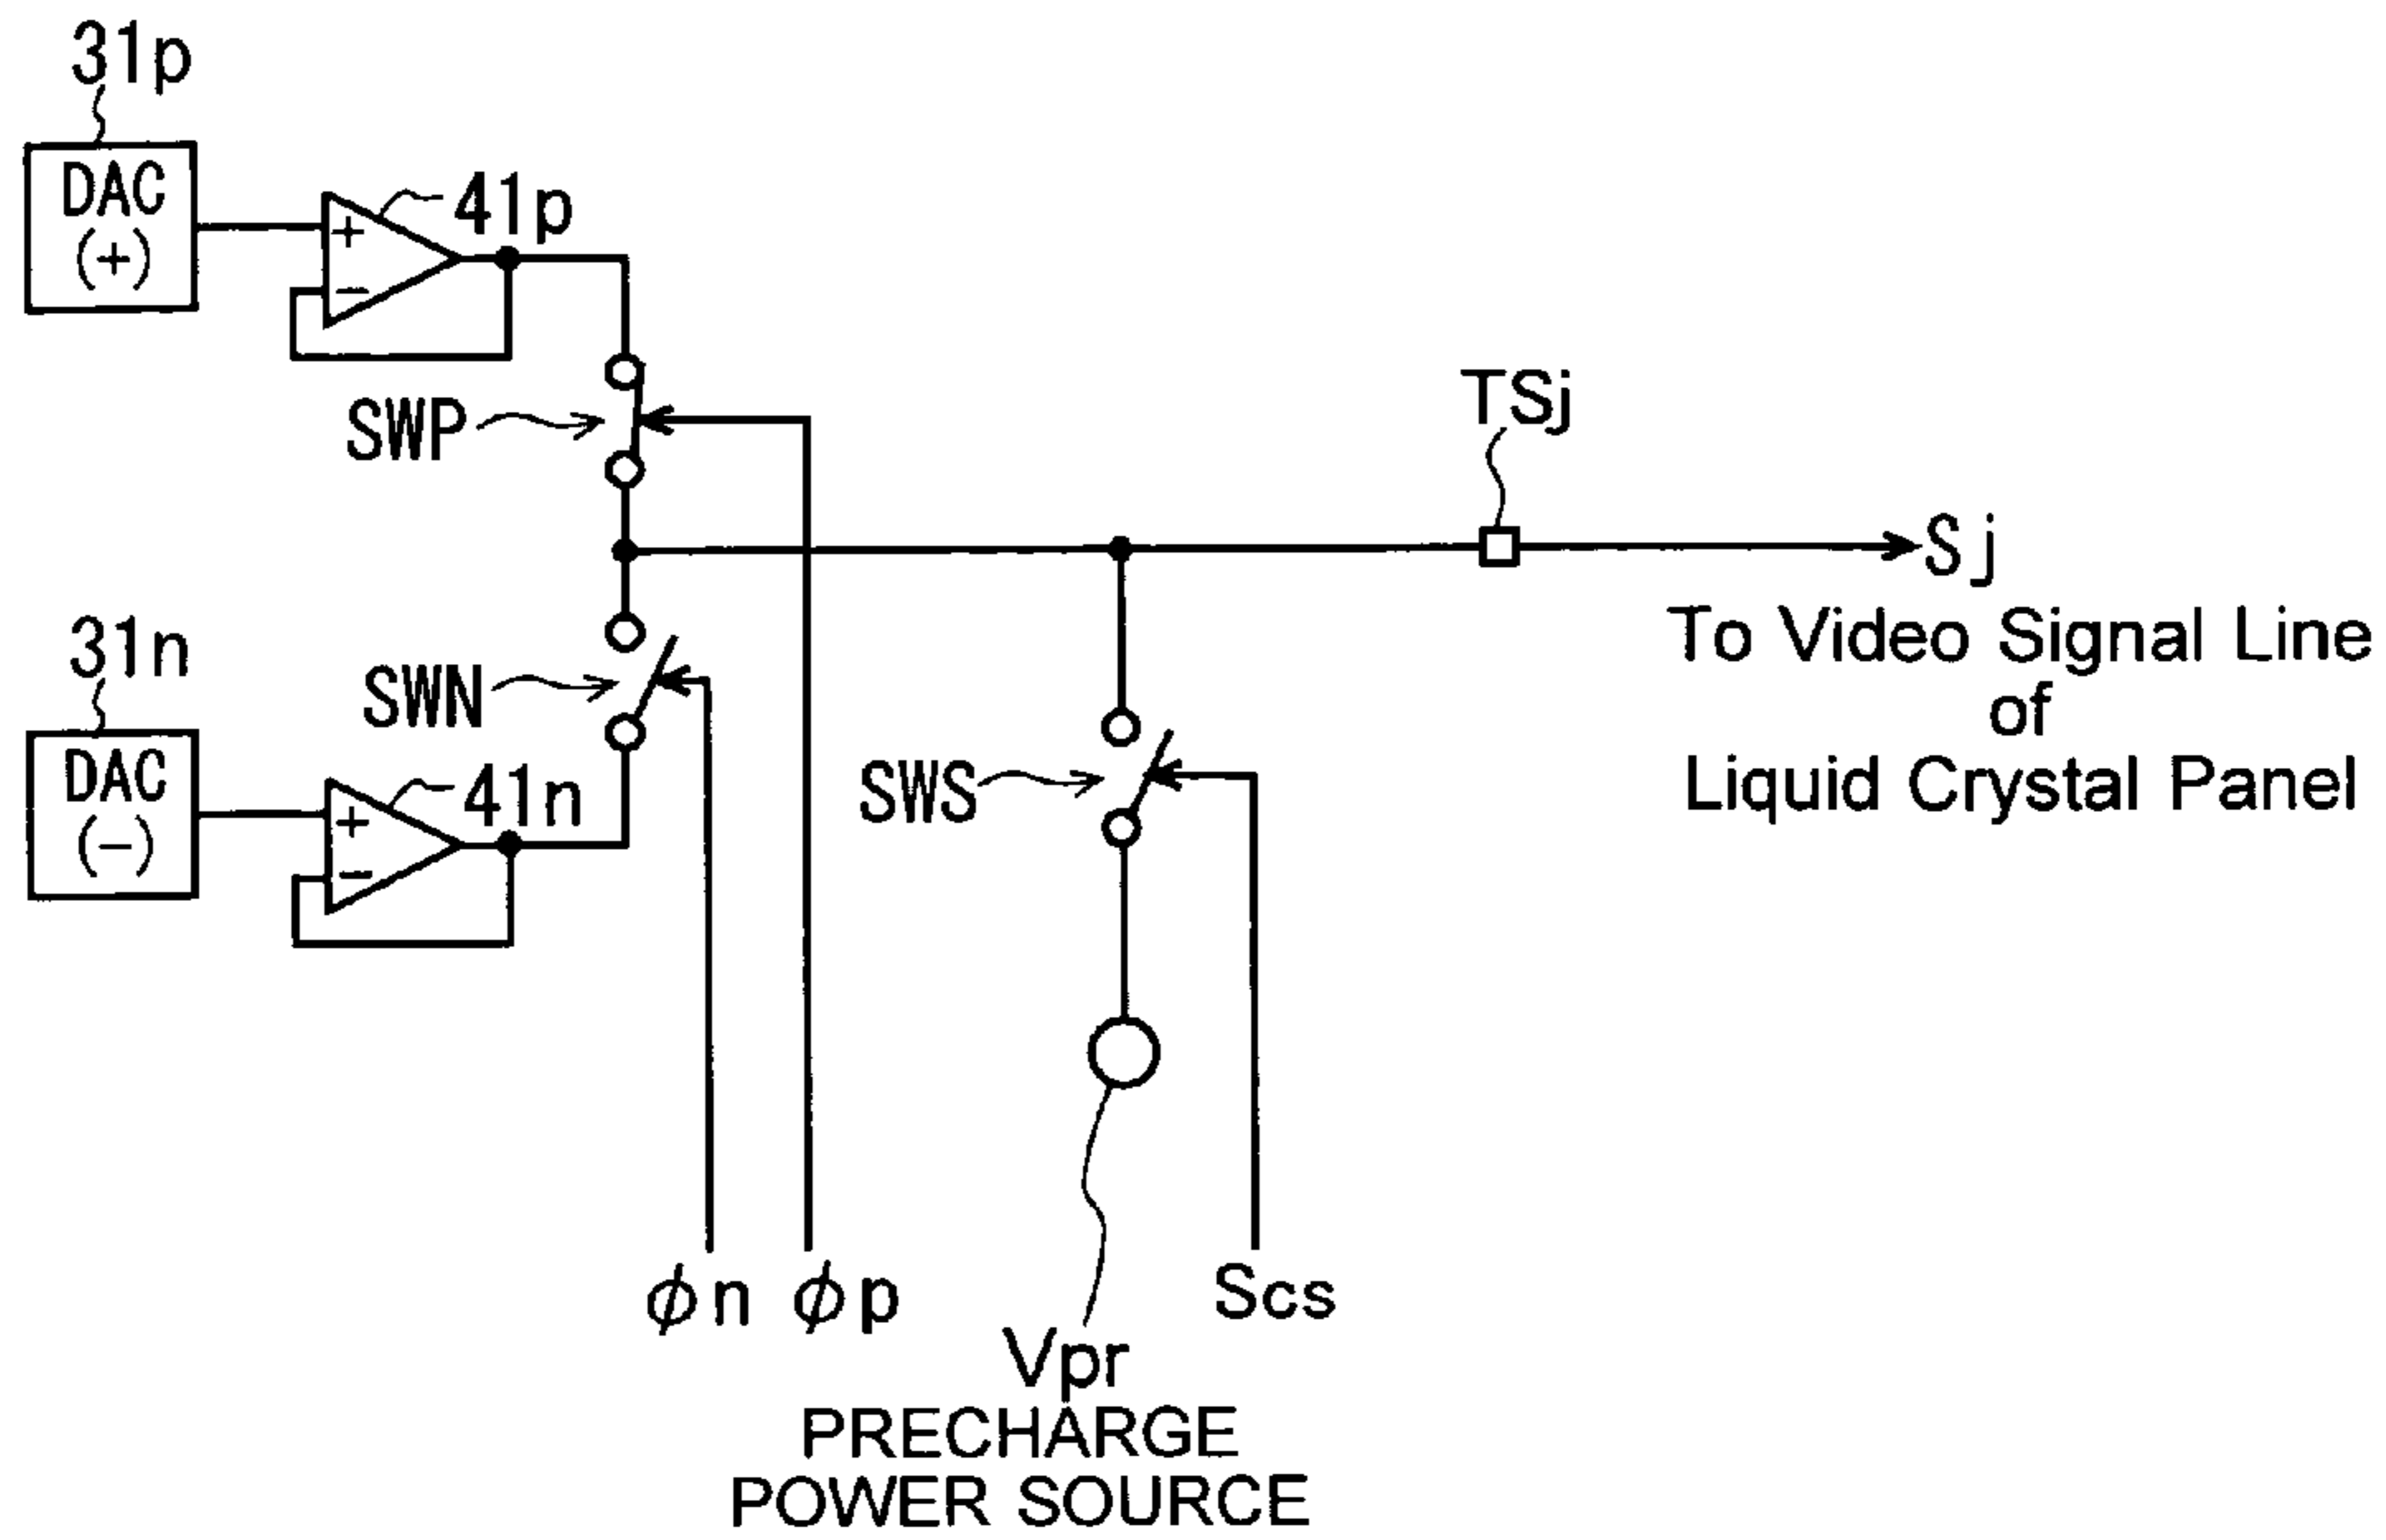 31p
DAC
(+)
+
−
41p
SWP
TSj
Sj
To Video Signal Line
of
Liquid Crystal Panel
31n
DAC
(−)
+
−
41n
SWN
SWS
φn
φp
Scs
Vpr
PRECHARGE
POWER SOURCE